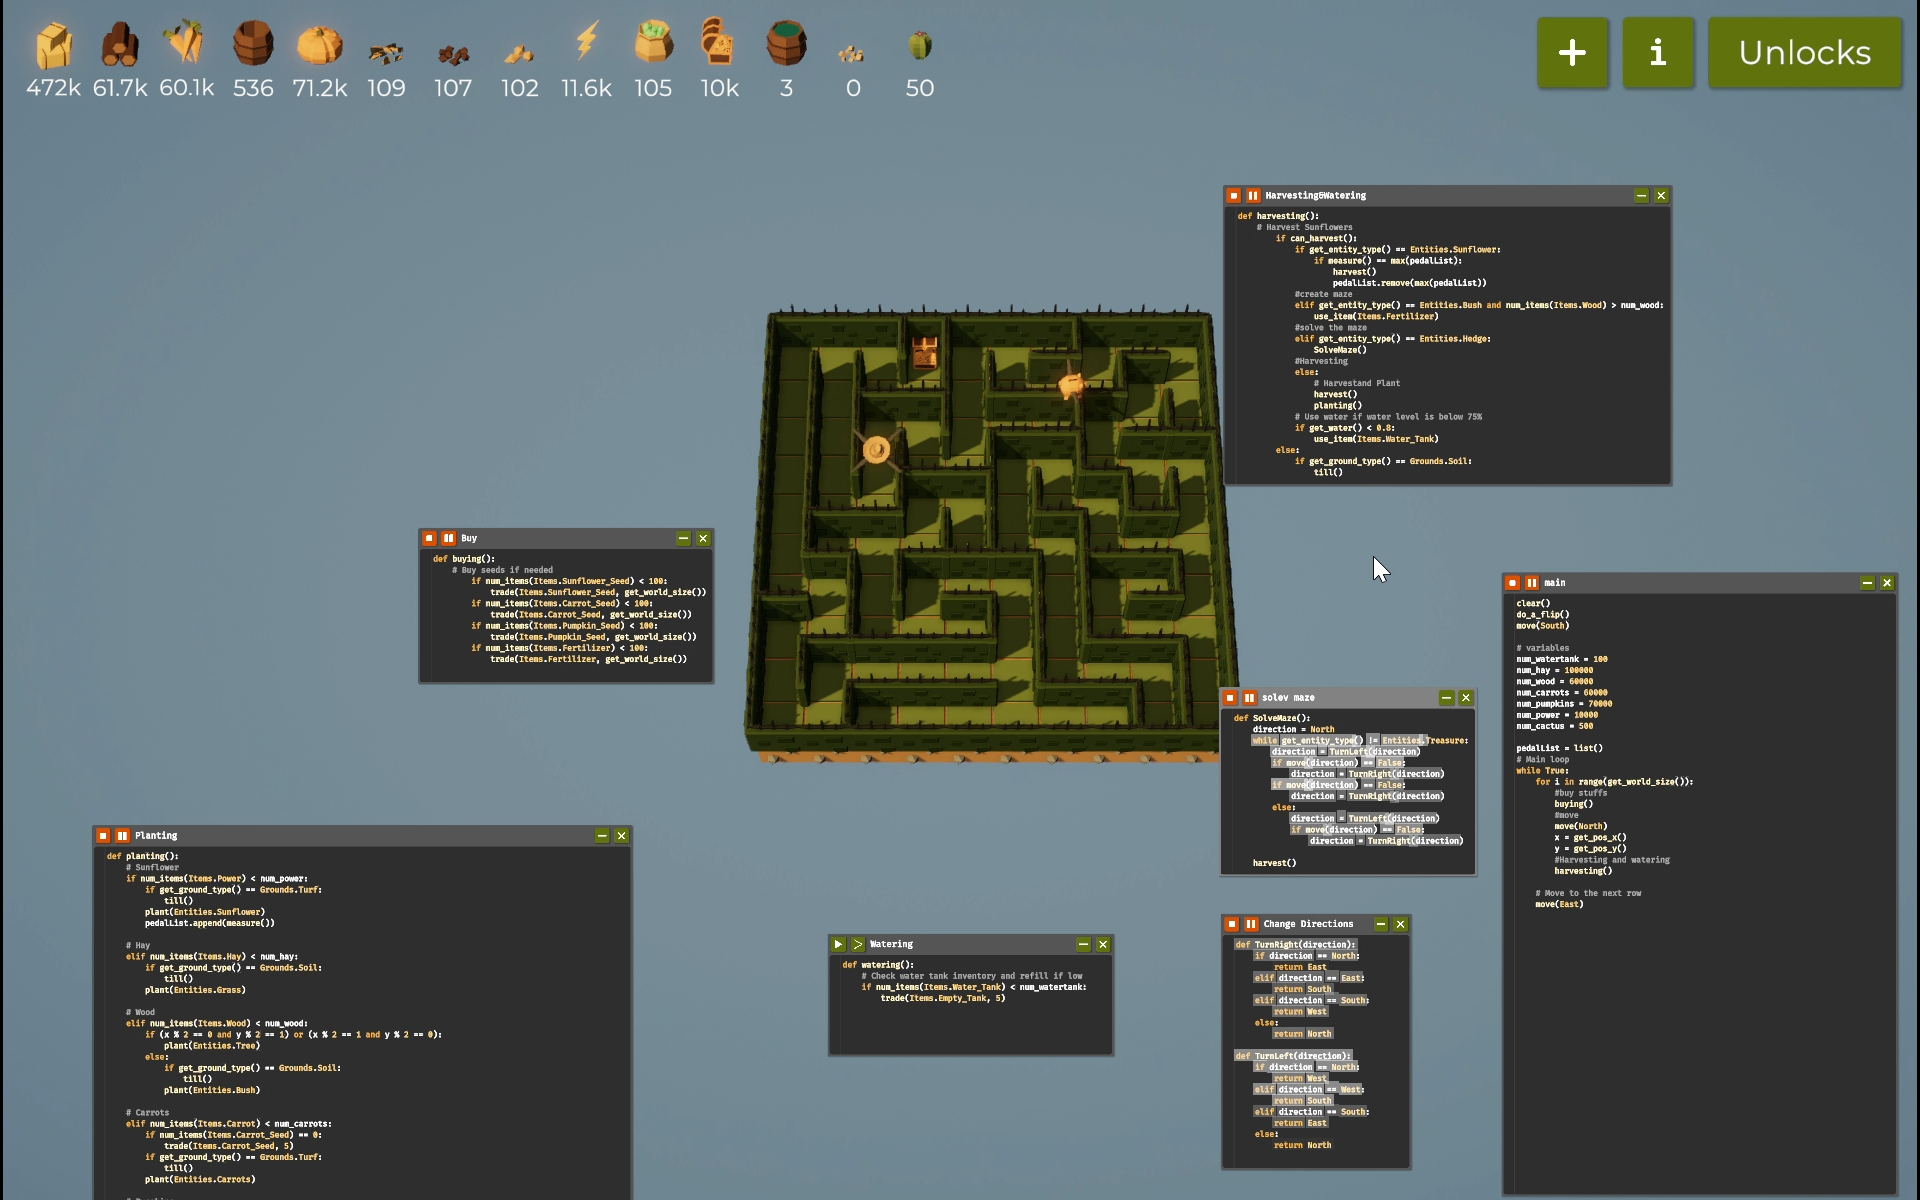 472k 61.7k 60.1k 536 71.2k 109 107 102 11.6k 105 10k 3 0 50
+ i Unlocks
Harvesting&Watering
def harvesting():
# Harvest Sunflowers
if can_harvest():
if get_entity_type() == Entities.Sunflower:
if measure() == max(pedalList):
harvest()
pedalList.remove(max(pedalList))
#create maze
elif get_entity_type() == Entities.Bush and num_items(Items.Wood) > num_wood:
use_item(Items.Fertilizer)
#solve the maze
elif get_entity_type() == Entities.Hedge:
SolveMaze()
#Harvesting
else:
# Harvestand Plant
harvest()
planting()
# Use water if water level is below 75%
if get_water() < 0.8:
use_item(Items.Water_Tank)
else:
if get_ground_type() == Grounds.Soil:
till()
Buy
def buying():
# Buy seeds if needed
if num_items(Items.Sunflower_Seed) < 100:
trade(Items.Sunflower_Seed, get_world_size())
if num_items(Items.Carrot_Seed) < 100:
trade(Items.Carrot_Seed, get_world_size())
if num_items(Items.Pumpkin_Seed) < 100:
trade(Items.Pumpkin_Seed, get_world_size())
if num_items(Items.Fertilizer) < 100:
trade(Items.Fertilizer, get_world_size())
main
clear()
do_a_flip()
move(South)
# variables
num_watertank = 100
num_hay = 100000
num_wood = 60000
num_carrots = 60000
num_pumpkins = 70000
num_power = 10000
num_cactus = 500
pedalList = list()
# Main loop
while True:
for i in range(get_world_size()):
#buy stuffs
buying()
#move
move(North)
x = get_pos_x()
y = get_pos_y()
#Harvesting and watering
harvesting()
# Move to the next row
move(East)
solev maze
def SolveMaze():
direction = North
while get_entity_type() != Entities.Treasure:
direction = TurnLeft(direction)
if move(direction) == False:
direction = TurnRight(direction)
if move(direction) == False:
direction = TurnRight(direction)
else:
direction = TurnLeft(direction)
if move(direction) == False:
direction = TurnRight(direction)
harvest()
Planting
def planting():
# Sunflower
if num_items(Items.Power) < num_power:
if get_ground_type() == Grounds.Turf:
till()
plant(Entities.Sunflower)
pedalList.append(measure())
# Hay
elif num_items(Items.Hay) < num_hay:
if get_ground_type() == Grounds.Soil:
till()
plant(Entities.Grass)
# Wood
elif num_items(Items.Wood) < num_wood:
if (x % 2 == 0 and y % 2 == 1) or (x % 2 == 1 and y % 2 == 0):
plant(Entities.Tree)
else:
if get_ground_type() == Grounds.Soil:
till()
plant(Entities.Bush)
# Carrots
elif num_items(Items.Carrot) < num_carrots:
if num_items(Items.Carrot_Seed) == 0:
trade(Items.Carrot_Seed, 5)
if get_ground_type() == Grounds.Turf:
till()
plant(Entities.Carrots)
Watering
def watering():
# Check water tank inventory and refill if low
if num_items(Items.Water_Tank) < num_watertank:
trade(Items.Empty_Tank, 5)
Change Directions
def TurnRight(direction):
if direction == North:
return East
elif direction == East:
return South
elif direction == South:
return West
else:
return North
def TurnLeft(direction):
if direction == North:
return West
elif direction == West:
return South
elif direction == South:
return East
else:
return North